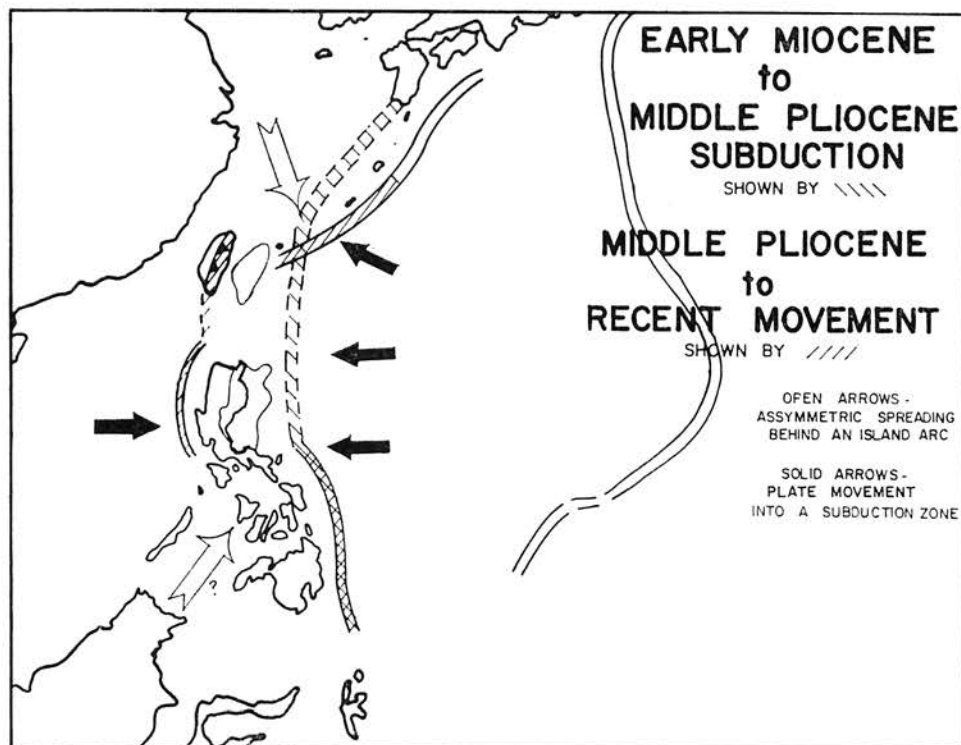 EARLY MIOCENE
to
MIDDLE PLIOCENE
SUBDUCTION
SHOWN BY \\\\
MIDDLE PLIOCENE
to
RECENT MOVEMENT
SHOWN BY ////
OPEN ARROWS-
ASSYMMETRIC SPREADING
BEHIND AN ISLAND ARC
SOLID ARROWS-
PLATE MOVEMENT
INTO A SUBDUCTION ZONE
?